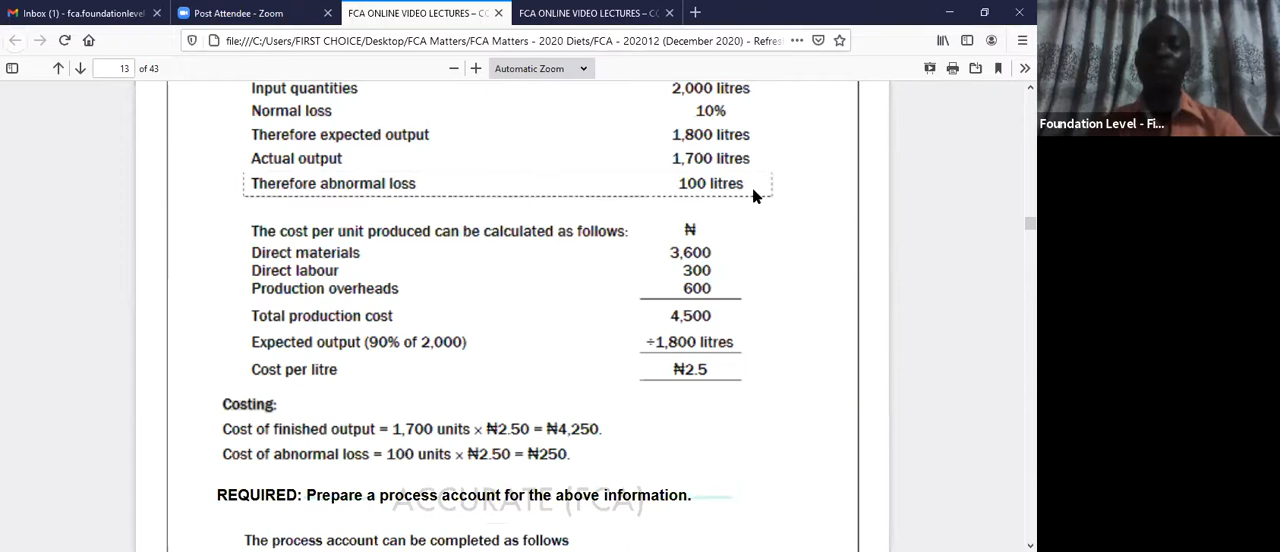 Inbox (1) - fca.foundationlevel
Post Attendee - Zoom
FCA ONLINE VIDEO LECTURES – CC
FCA ONLINE VIDEO LECTURES – CC
file:///C:/Users/FIRST CHOICE/Desktop/FCA Matters/FCA Matters - 2020 Diets/FCA - 202012 (December 2020) - Refres
13 of 43
Automatic Zoom
Foundation Level - Fi...
Input quantities 2,000 litres
Normal loss 10%
Therefore expected output 1,800 litres
Actual output 1,700 litres
Therefore abnormal loss 100 litres
The cost per unit produced can be calculated as follows: ₦
Direct materials 3,600
Direct labour 300
Production overheads 600
Total production cost 4,500
Expected output (90% of 2,000) ÷1,800 litres
Cost per litre ₦2.5
Costing:
Cost of finished output = 1,700 units × ₦2.50 = ₦4,250.
Cost of abnormal loss = 100 units × ₦2.50 = ₦250.
REQUIRED: Prepare a process account for the above information.
ACCURATE (FCA)
The process account can be completed as follows